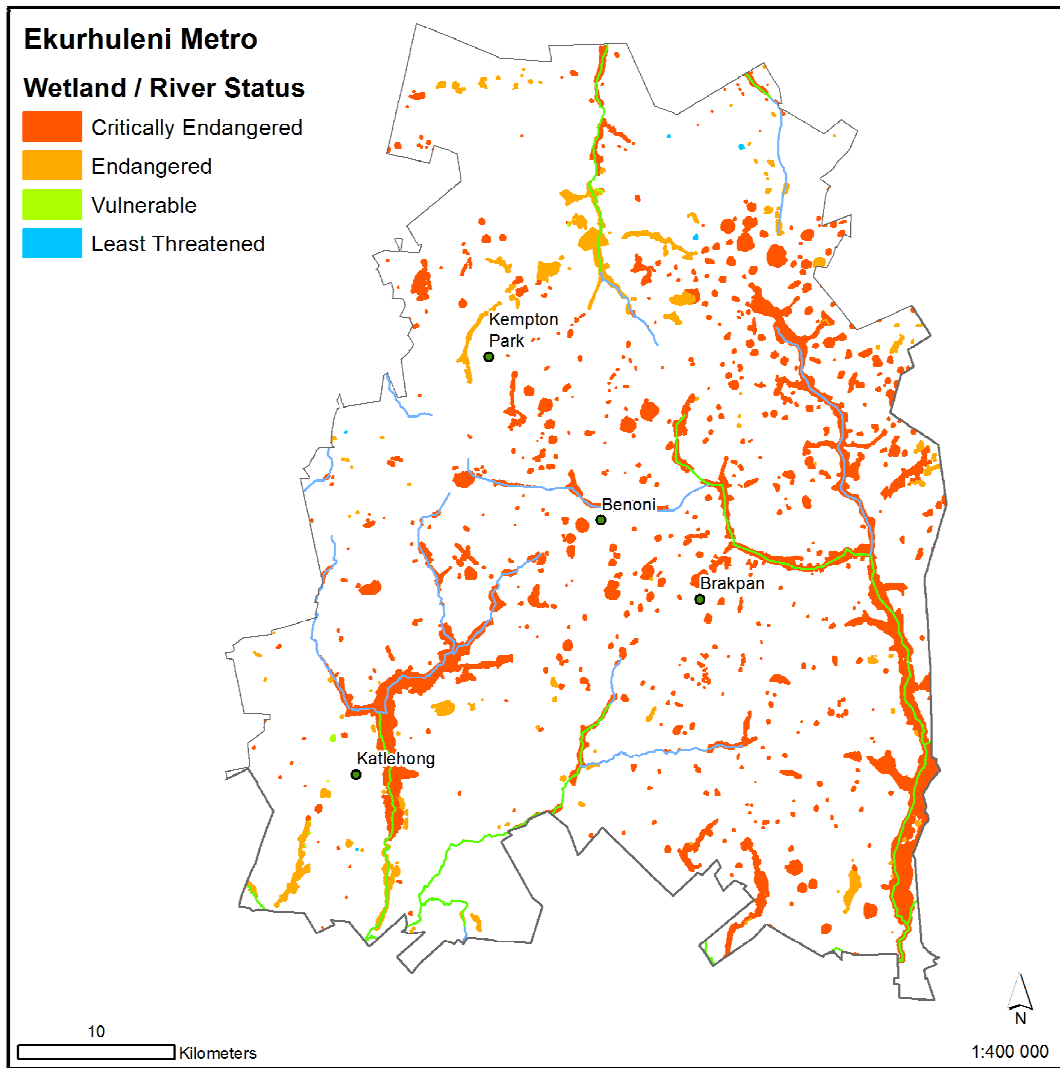 Ekurhuleni Metro
Wetland / River Status
Critically Endangered
Endangered
Vulnerable
Least Threatened
Kempton
Park
Benoni
Brakpan
Katlehong
10
Kilometers
N
1:400 000